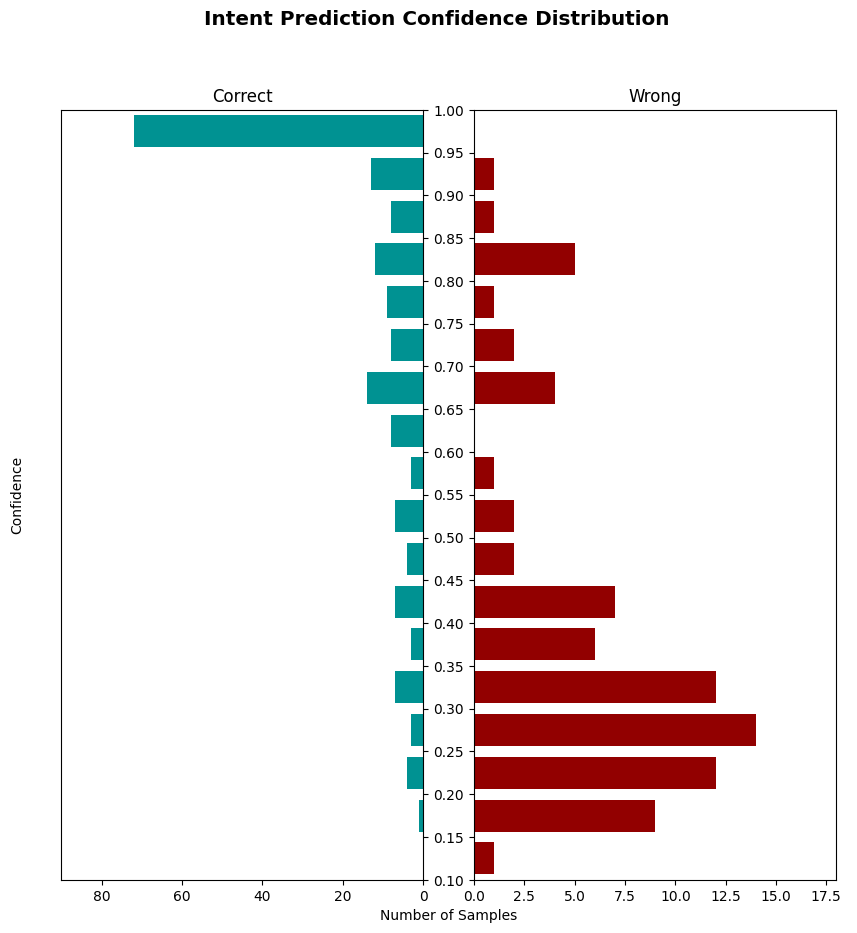 Intent Prediction Confidence Distribution
Correct
Wrong
Confidence
1.00
0.95
0.90
0.85
0.80
0.75
0.70
0.65
0.60
0.55
0.50
0.45
0.40
0.35
0.30
0.25
0.20
0.15
0.10
80 60 40 20 0
0.0 2.5 5.0 7.5 10.0 12.5 15.0 17.5
Number of Samples